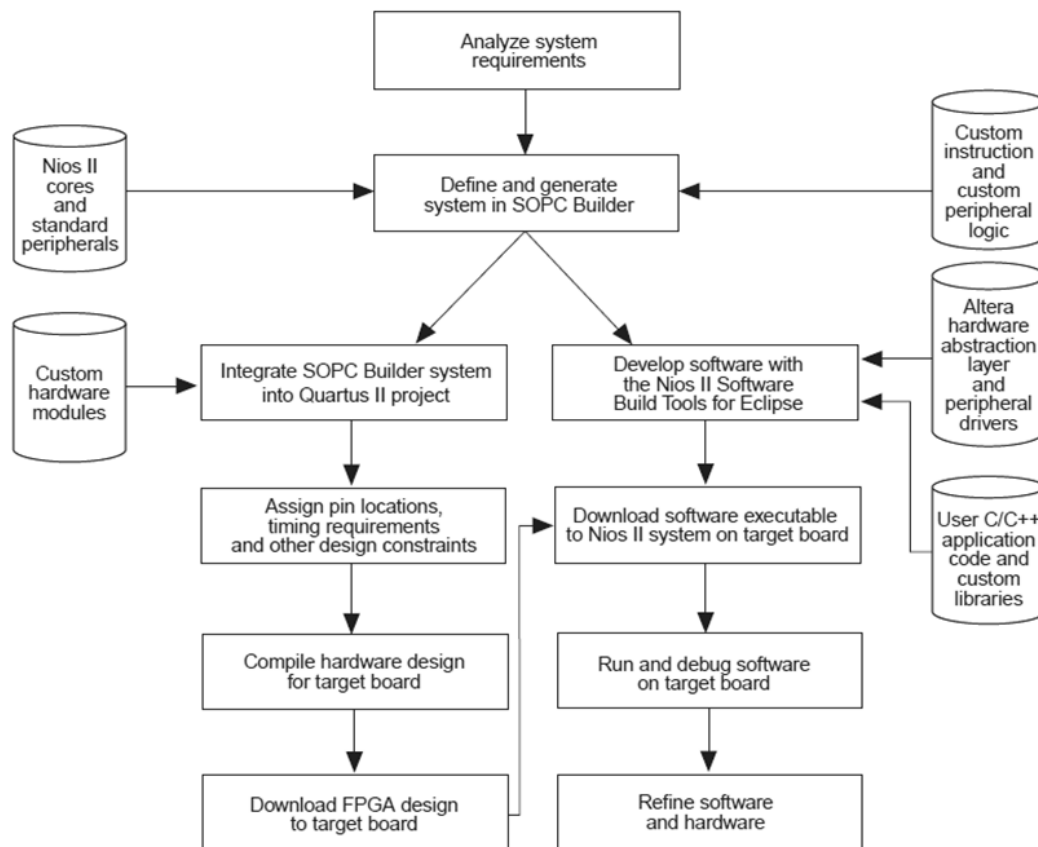 Analyze system
requirements
Nios II
cores
and
standard
peripherals
Define and generate
system in SOPC Builder
Custom
instruction
and
custom
peripheral
logic
Custom
hardware
modules
Integrate SOPC Builder system
into Quartus II project
Develop software with
the Nios II Software
Build Tools for Eclipse
Altera
hardware
abstraction
layer
and
peripheral
drivers
Assign pin locations,
timing requirements
and other design constraints
Download software executable
to Nios II system on target board
User C/C++
application
code and
custom
libraries
Compile hardware design
for target board
Run and debug software
on target board
Download FPGA design
to target board
Refine software
and hardware